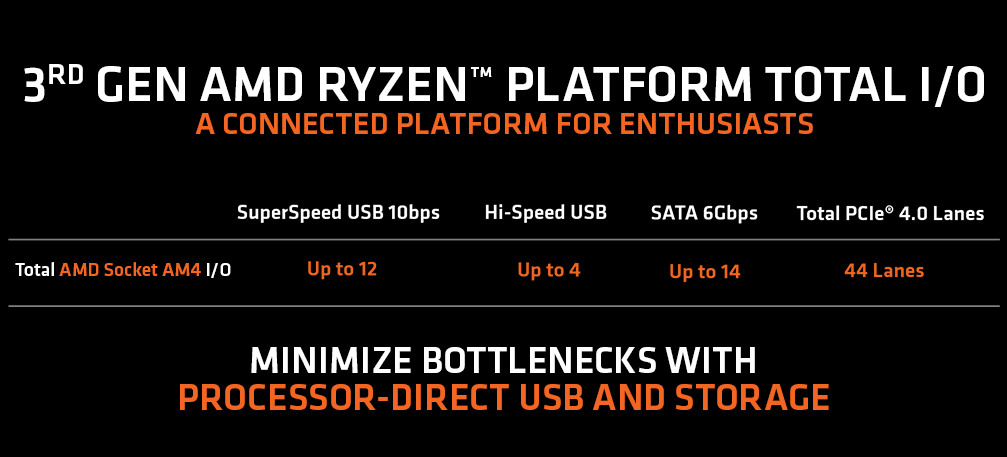 3RD GEN AMD RYZEN™ PLATFORM TOTAL I/O
A CONNECTED PLATFORM FOR ENTHUSIASTS
SuperSpeed USB 10bps Hi-Speed USB SATA 6Gbps Total PCIe® 4.0 Lanes
Total AMD Socket AM4 I/O Up to 12 Up to 4 Up to 14 44 Lanes
MINIMIZE BOTTLENECKS WITH
PROCESSOR-DIRECT USB AND STORAGE